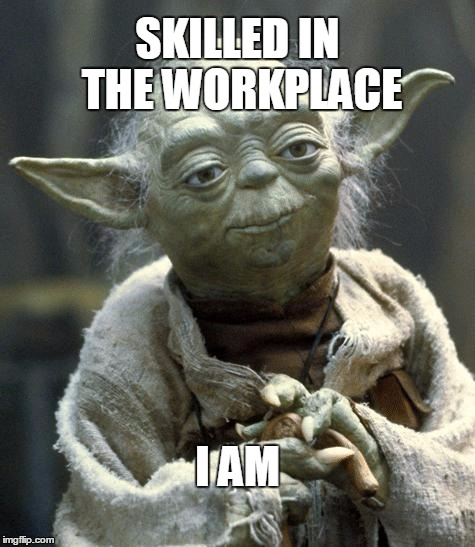 SKILLED IN
THE WORKPLACE
I AM
imgflip.com